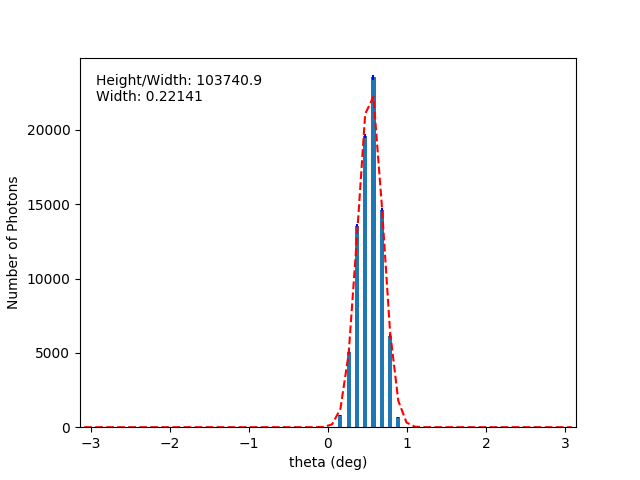 Height/Width: 103740.9
Width: 0.22141
Number of Photons
20000
15000
10000
5000
0
−3 −2 −1 0 1 2 3
theta (deg)